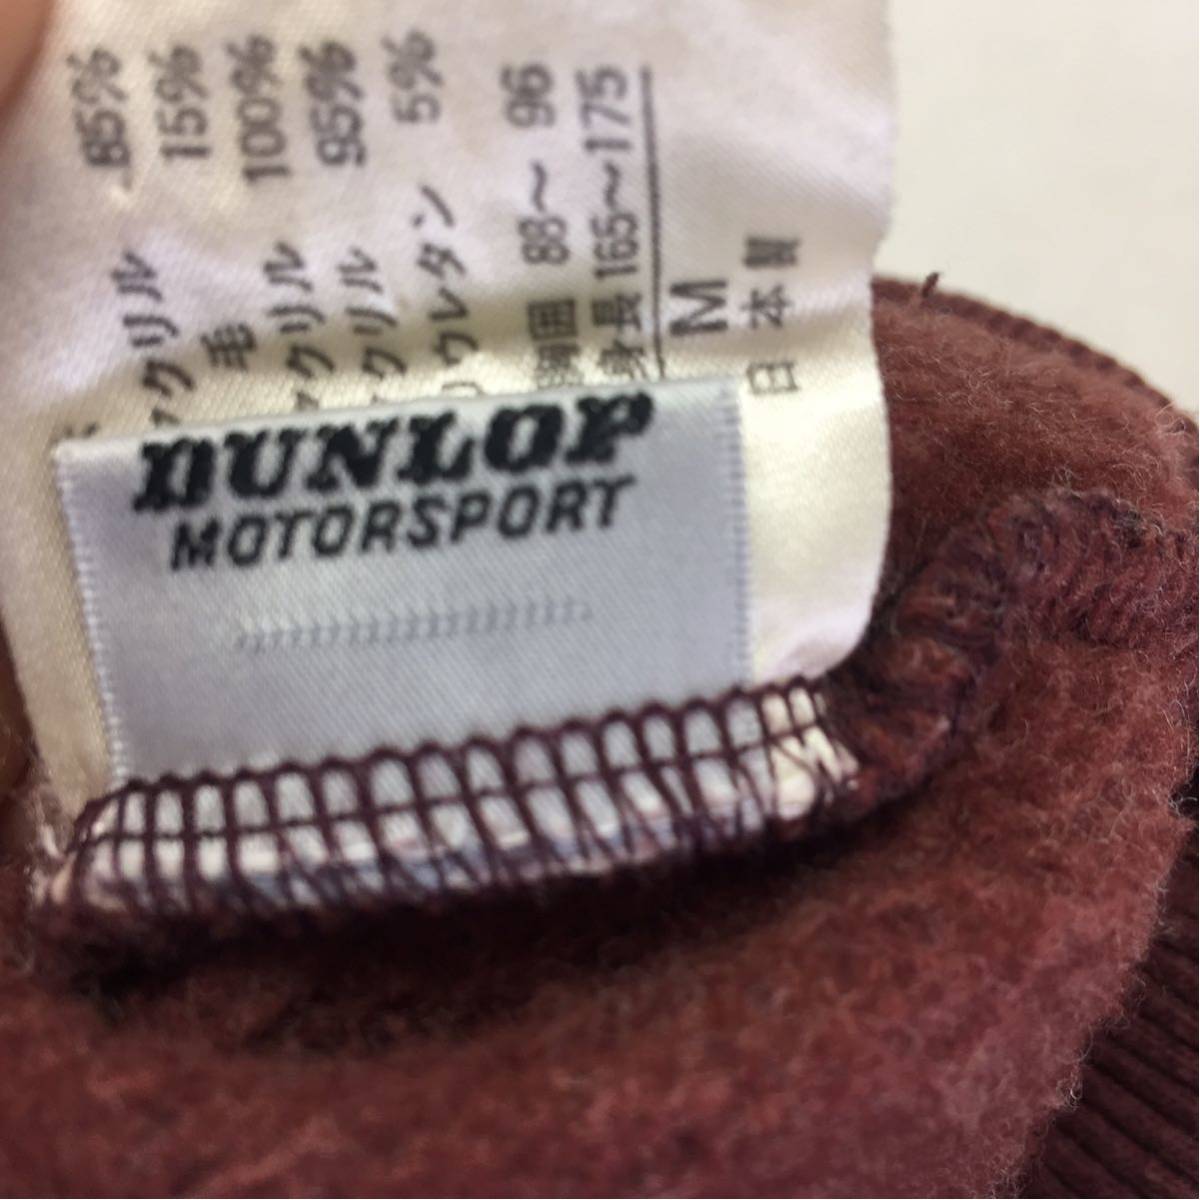 クリル 85%
毛 15%
クリル 100%
クリル 95%
ウレタン 5%
胸囲 88～96
身長 165～175
M
日本製
DUNLOP
MOTORSPORT